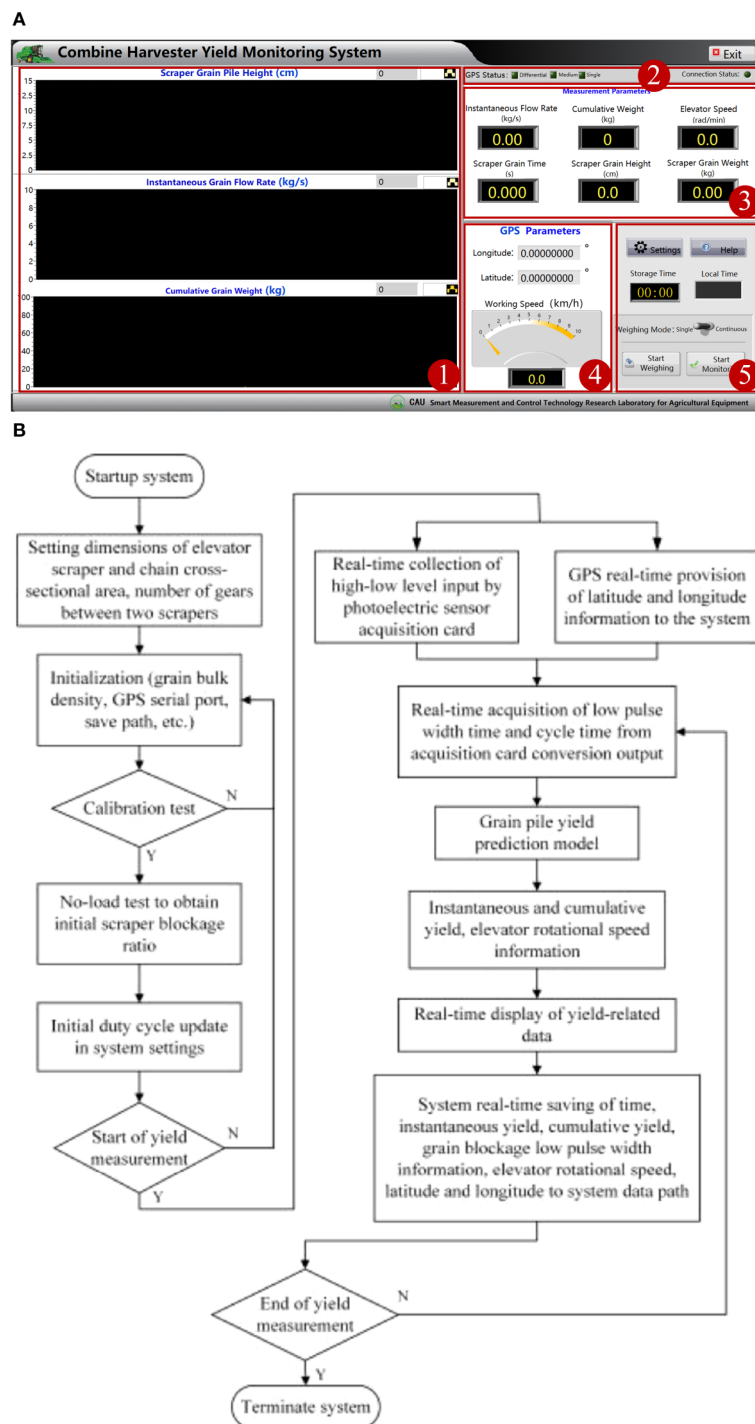 A
Combine Harvester Yield Monitoring System
Exit
Scraper Grain Pile Height (cm)
0
15
12.5
10
7.5
5
2.5
0
Instantaneous Grain Flow Rate (kg/s)
0
10
8
6
4
2
0
Cumulative Grain Weight (kg)
0
100
80
60
40
20
0
1
GPS Status: Differential Medium Single
2
Connection Status:
Measurement Parameters
Instantaneous Flow Rate
(kg/s)
0.00
Cumulative Weight
(kg)
0
Elevator Speed
(rad/min)
0.0
Scraper Grain Time
(s)
0.000
Scraper Grain Height
(cm)
0.0
Scraper Grain Weight
(kg)
0.00
3
GPS Parameters
Longitude: 0.00000000 °
Latitude: 0.00000000 °
Working Speed (km/h)
0 1 2 3 4 5 6 7 8 9 10
0.0
4
Settings
Help
Storage Time
00:00
Local Time
Weighing Mode: Single Continuous
Start
Weighing
Start
Monitor
5
CAU Smart Measurement and Control Technology Research Laboratory for Agricultural Equipment
B
Startup system
Setting dimensions of elevator
scraper and chain cross-
sectional area, number of gears
between two scrapers
Initialization (grain bulk
density, GPS serial port,
save path, etc.)
Calibration test
N
Y
No-load test to obtain
initial scraper blockage
ratio
Initial duty cycle update
in system settings
Start of yield
measurement
N
Y
Real-time collection of
high-low level input by
photoelectric sensor
acquisition card
GPS real-time provision
of latitude and longitude
information to the system
Real-time acquisition of low pulse
width time and cycle time from
acquisition card conversion output
Grain pile yield
prediction model
Instantaneous and cumulative
yield, elevator rotational speed
information
Real-time display of yield-related
data
System real-time saving of time,
instantaneous yield, cumulative yield,
grain blockage low pulse width
information, elevator rotational speed,
latitude and longitude to system data path
End of yield
measurement
N
Y
Terminate system